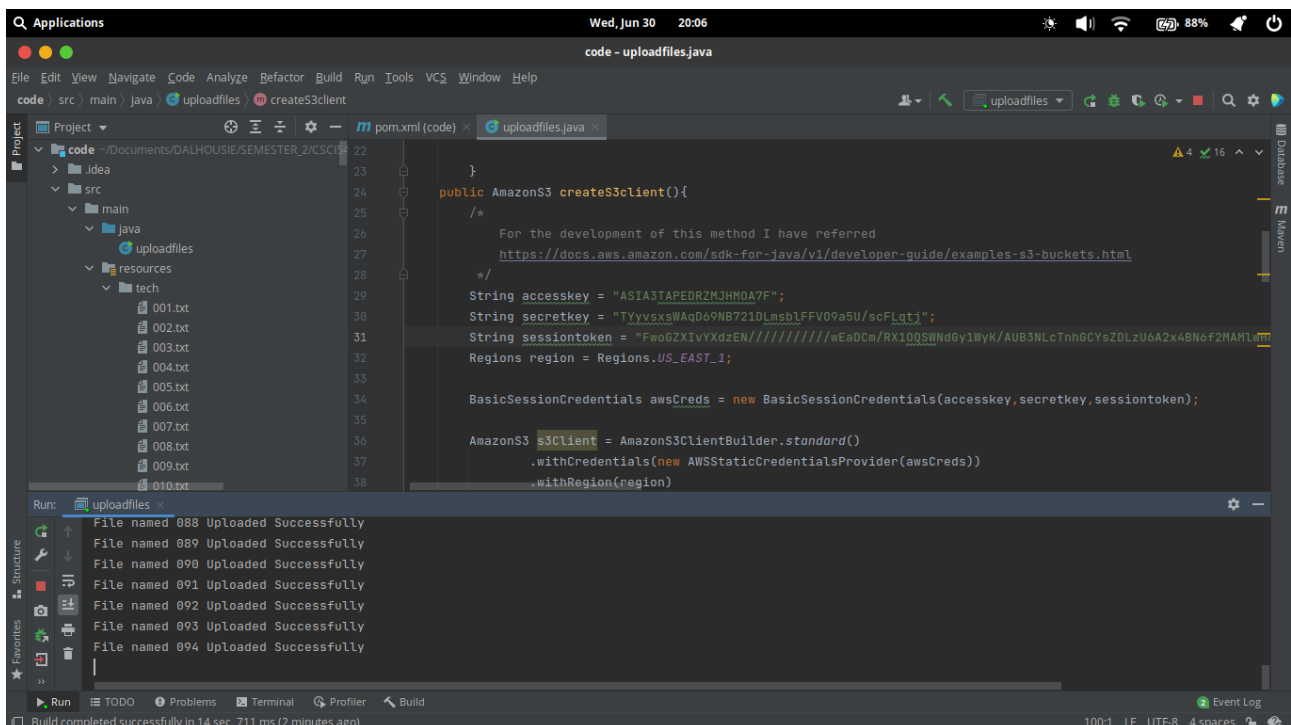 Applications
Wed, Jun 30 20:06
88%
code – uploadfiles.java
File Edit View Navigate Code Analyze Refactor Build Run Tools VCS Window Help
code src main java uploadfiles createS3client
uploadfiles
Project
pom.xml (code) uploadfiles.java
code ~/Documents/DALHOUSIE/SEMESTER_2/CSCI54
.idea
src
main
java
uploadfiles
resources
tech
001.txt
002.txt
003.txt
004.txt
005.txt
006.txt
007.txt
008.txt
009.txt
010.txt
4 16
22
23 }
24 public AmazonS3 createS3client(){
25 /*
26 For the development of this method I have referred
27 https://docs.aws.amazon.com/sdk-for-java/v1/developer-guide/examples-s3-buckets.html
28 */
29 String accesskey = "ASIA3TAPEDRZMJHMOA7F";
30 String secretkey = "TYyvsxsWAqD69NB721DLmsblFFVO9a5U/scFLqtj";
31 String sessiontoken = "FwoGZXIvYXdzEN//////////wEaDCm/RX1OQSWNdGy1WyK/AUB3NLcTnhGCYsZDLzU6A2x4BN6f2MAMlwM
32 Regions region = Regions.US_EAST_1;
33
34 BasicSessionCredentials awsCreds = new BasicSessionCredentials(accesskey,secretkey,sessiontoken);
35
36 AmazonS3 s3Client = AmazonS3ClientBuilder.standard()
37 .withCredentials(new AWSStaticCredentialsProvider(awsCreds))
38 .withRegion(region)
Project
Structure
Favorites
Database
Maven
Run: uploadfiles
File named 088 Uploaded Successfully
File named 089 Uploaded Successfully
File named 090 Uploaded Successfully
File named 091 Uploaded Successfully
File named 092 Uploaded Successfully
File named 093 Uploaded Successfully
File named 094 Uploaded Successfully
Run TODO Problems Terminal Profiler Build
2 Event Log
Build completed successfully in 14 sec, 711 ms (2 minutes ago)
100:1 LF UTF-8 4 spaces